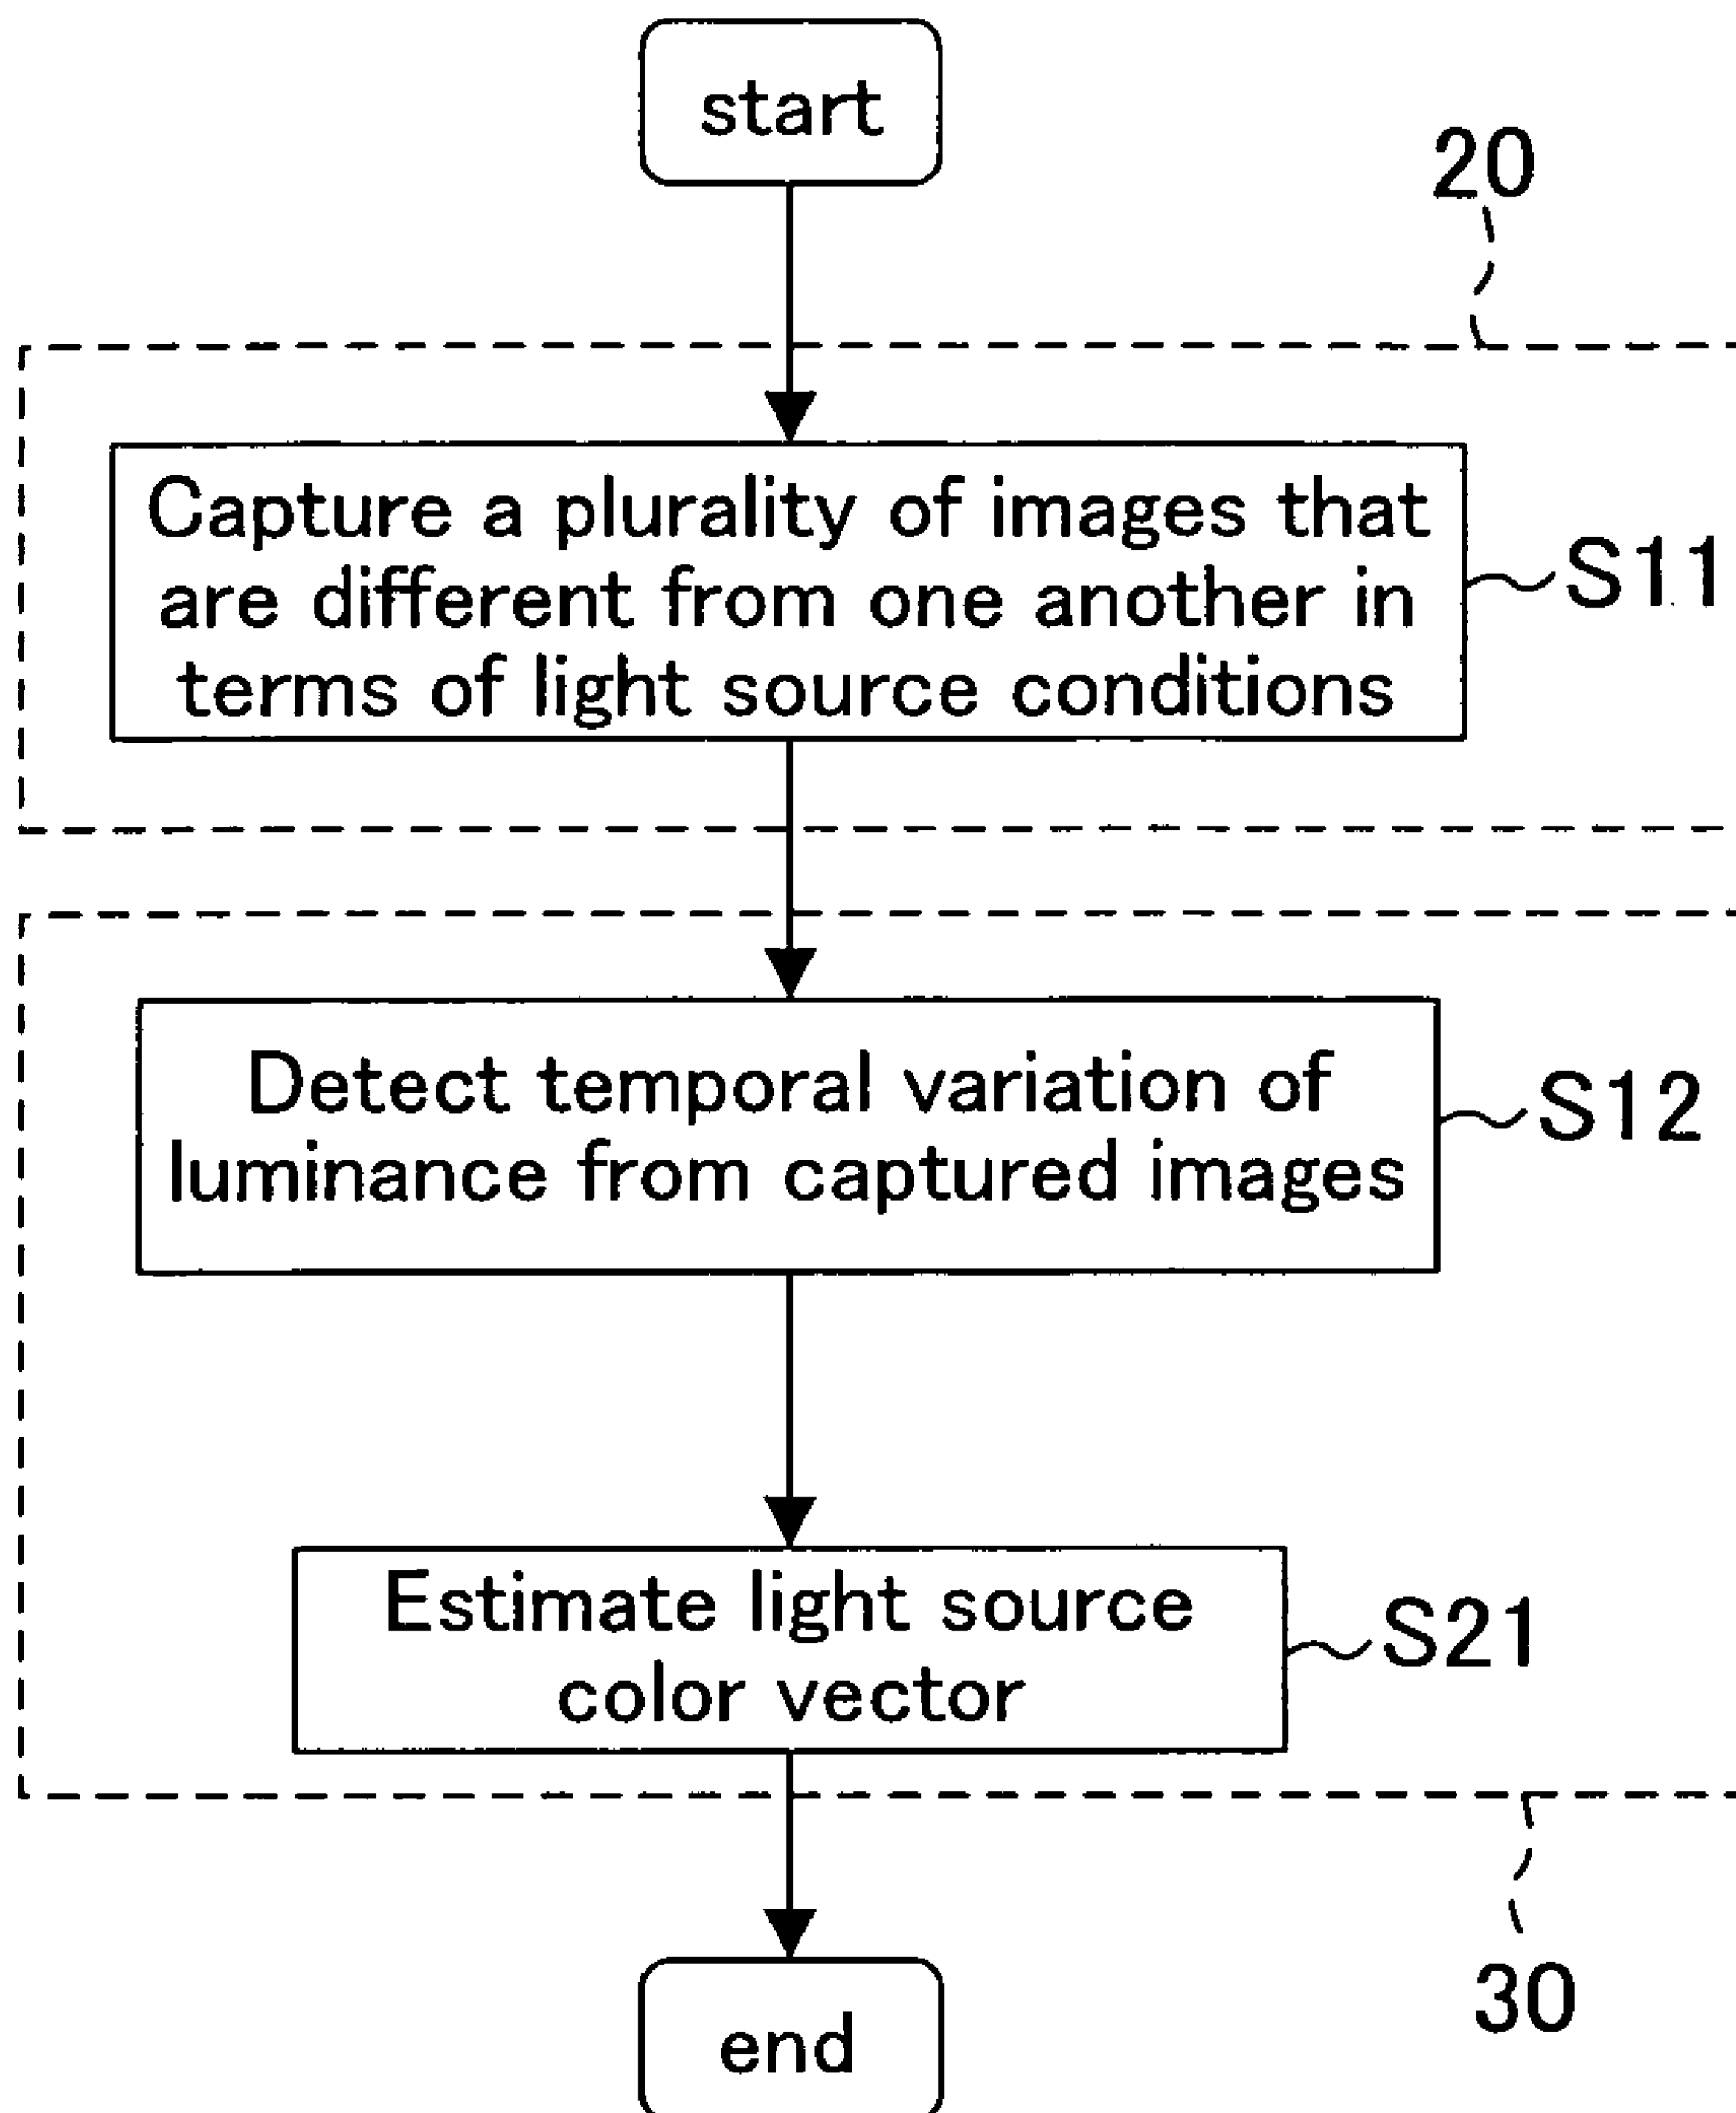 start
20
Capture a plurality of images that
are different from one another in
terms of light source conditions
S11
Detect temporal variation of
luminance from captured images
S12
Estimate light source
color vector
S21
30
end